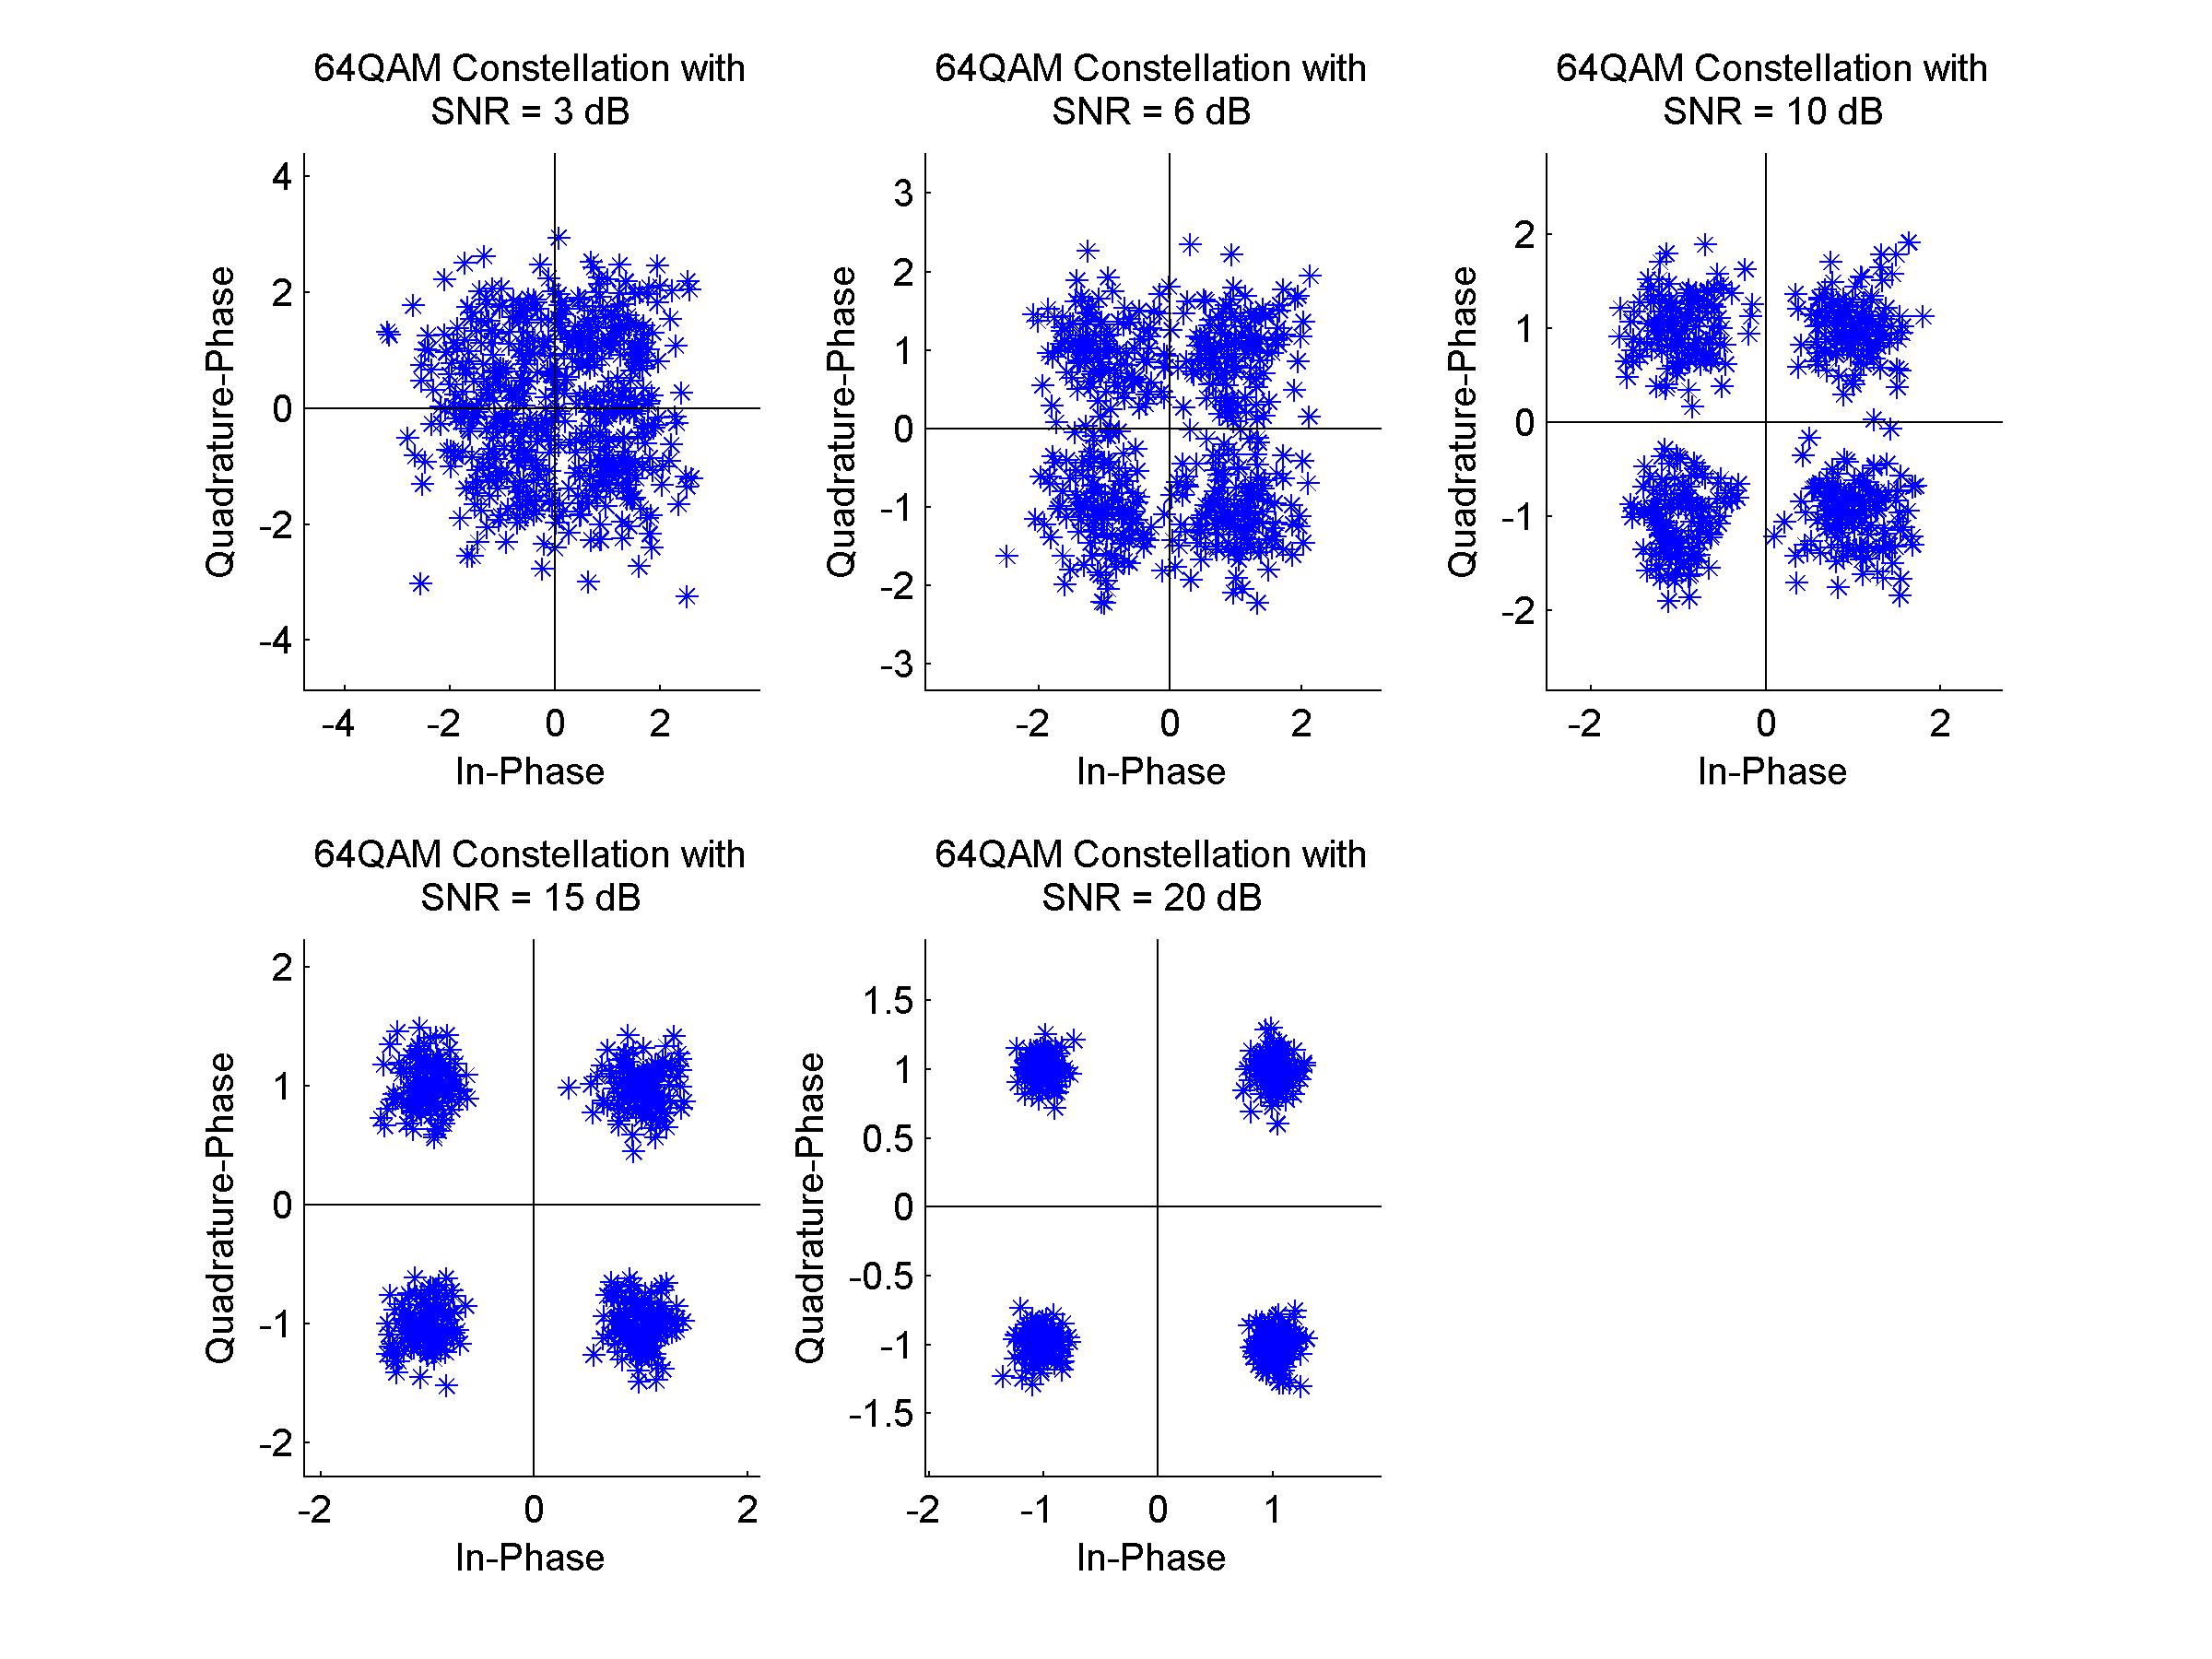 64QAM Constellation with
SNR = 3 dB
4
2
0
-2
-4
Quadrature-Phase
-4 -2 0 2
In-Phase
64QAM Constellation with
SNR = 6 dB
3
2
1
0
-1
-2
-3
Quadrature-Phase
-2 0 2
In-Phase
64QAM Constellation with
SNR = 10 dB
2
1
0
-1
-2
Quadrature-Phase
-2 0 2
In-Phase
64QAM Constellation with
SNR = 15 dB
2
1
0
-1
-2
Quadrature-Phase
-2 0 2
In-Phase
64QAM Constellation with
SNR = 20 dB
1.5
1
0.5
0
-0.5
-1
-1.5
Quadrature-Phase
-2 -1 0 1
In-Phase